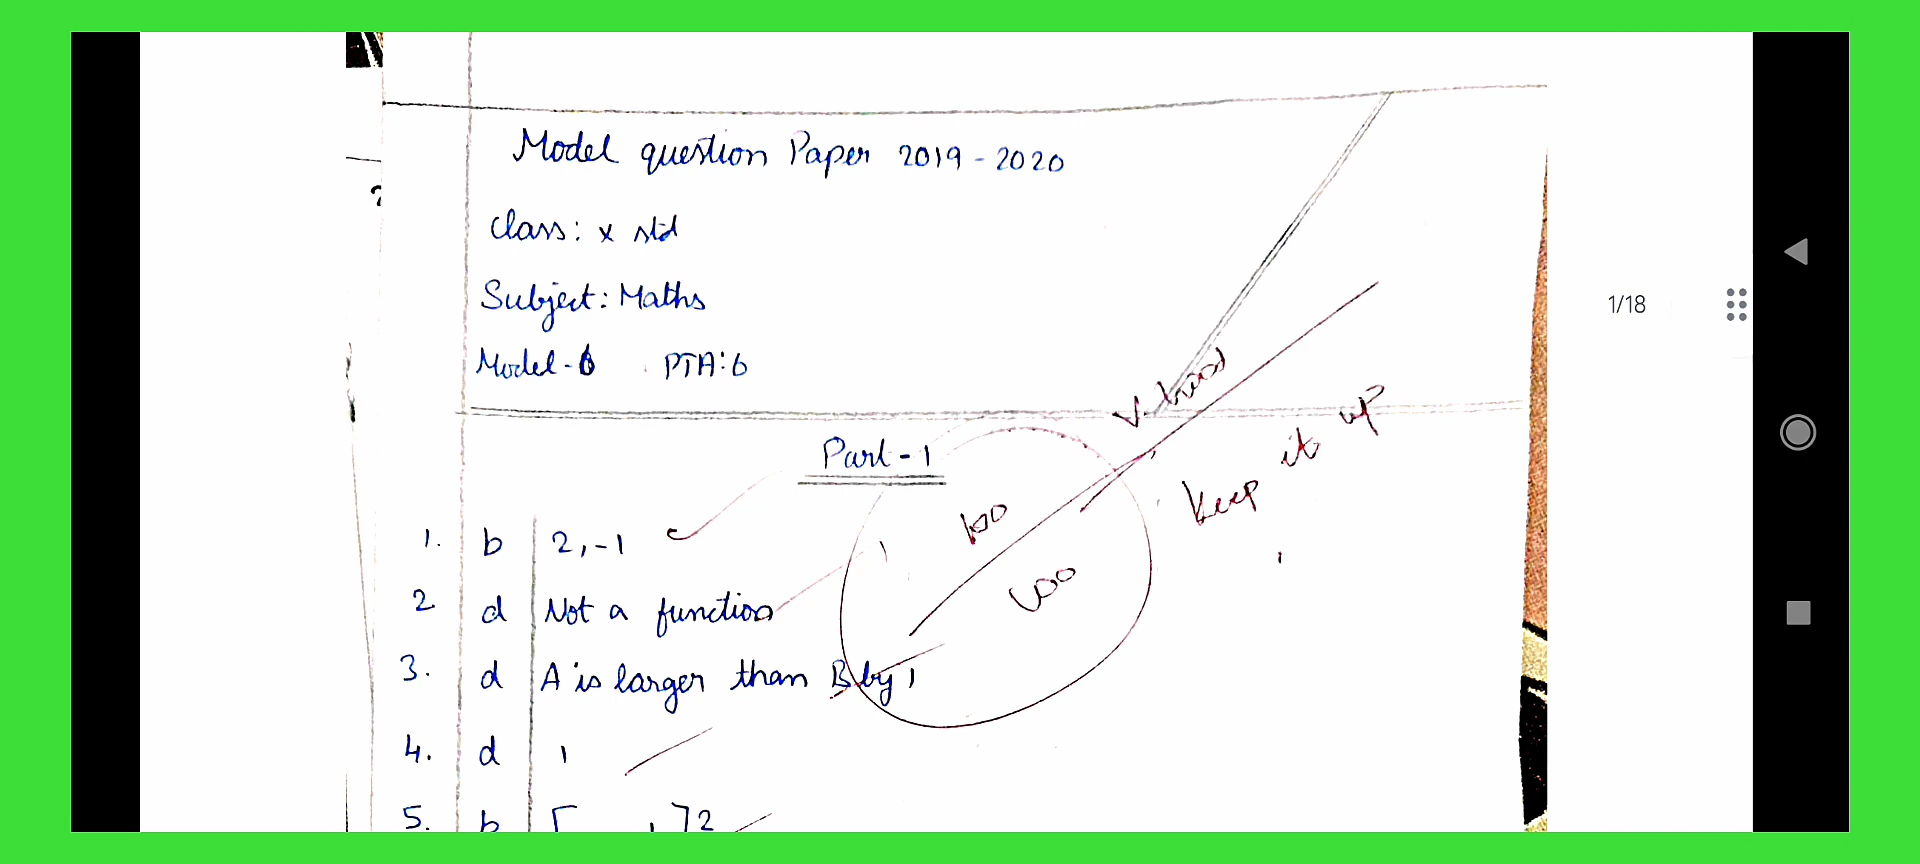 Model question Paper 2019 - 2020
Class: x std
Subject: Maths
Model-6 PTA: 6
V. Good
Keep it up
Part - 1
100
100
1. b 2, -1
2 d Not a function
3. d A is larger than B by 1
4. d 1
5. b [ ]2
1/18